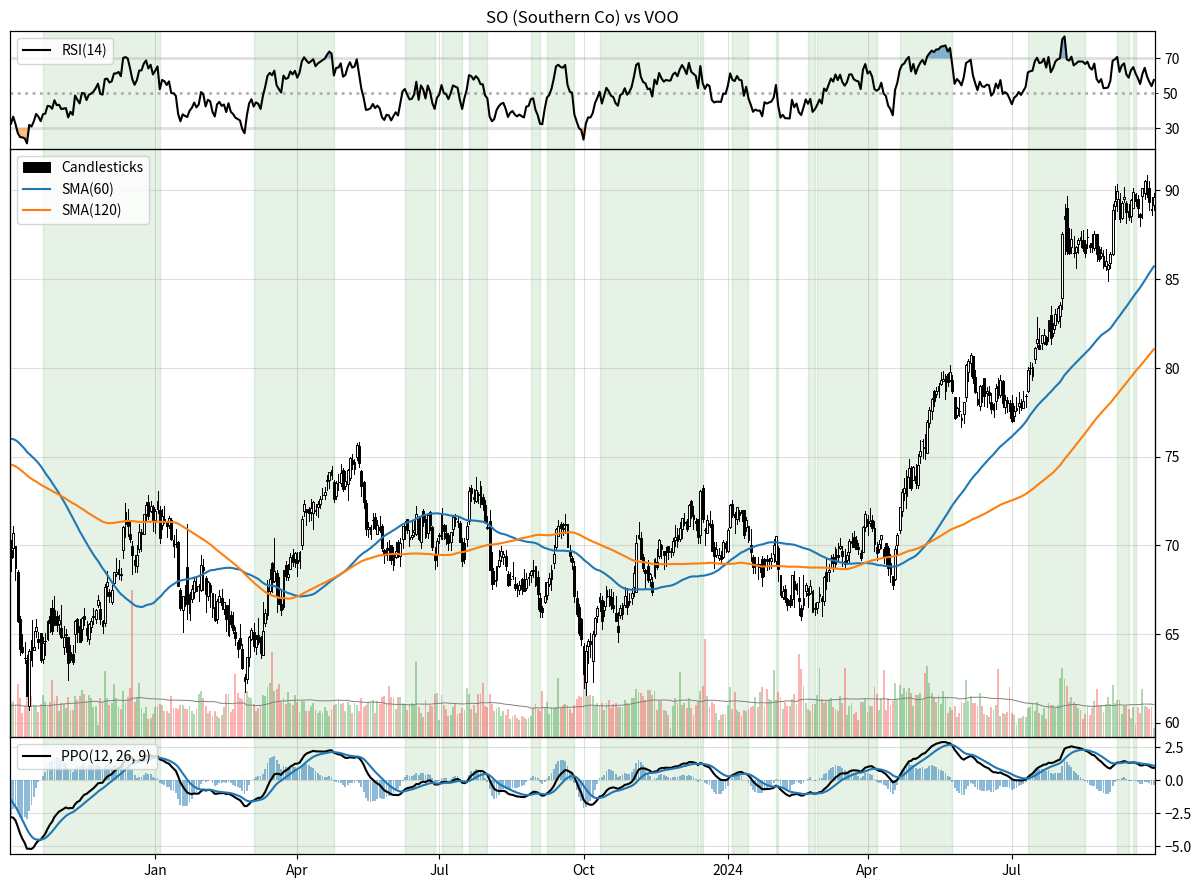 SO (Southern Co) vs VOO
RSI(14)
70
50
30
Candlesticks
SMA(60)
SMA(120)
90
85
80
75
70
65
60
PPO(12, 26, 9)
2.5
0.0
−2.5
−5.0
Jan Apr Jul Oct 2024 Apr Jul